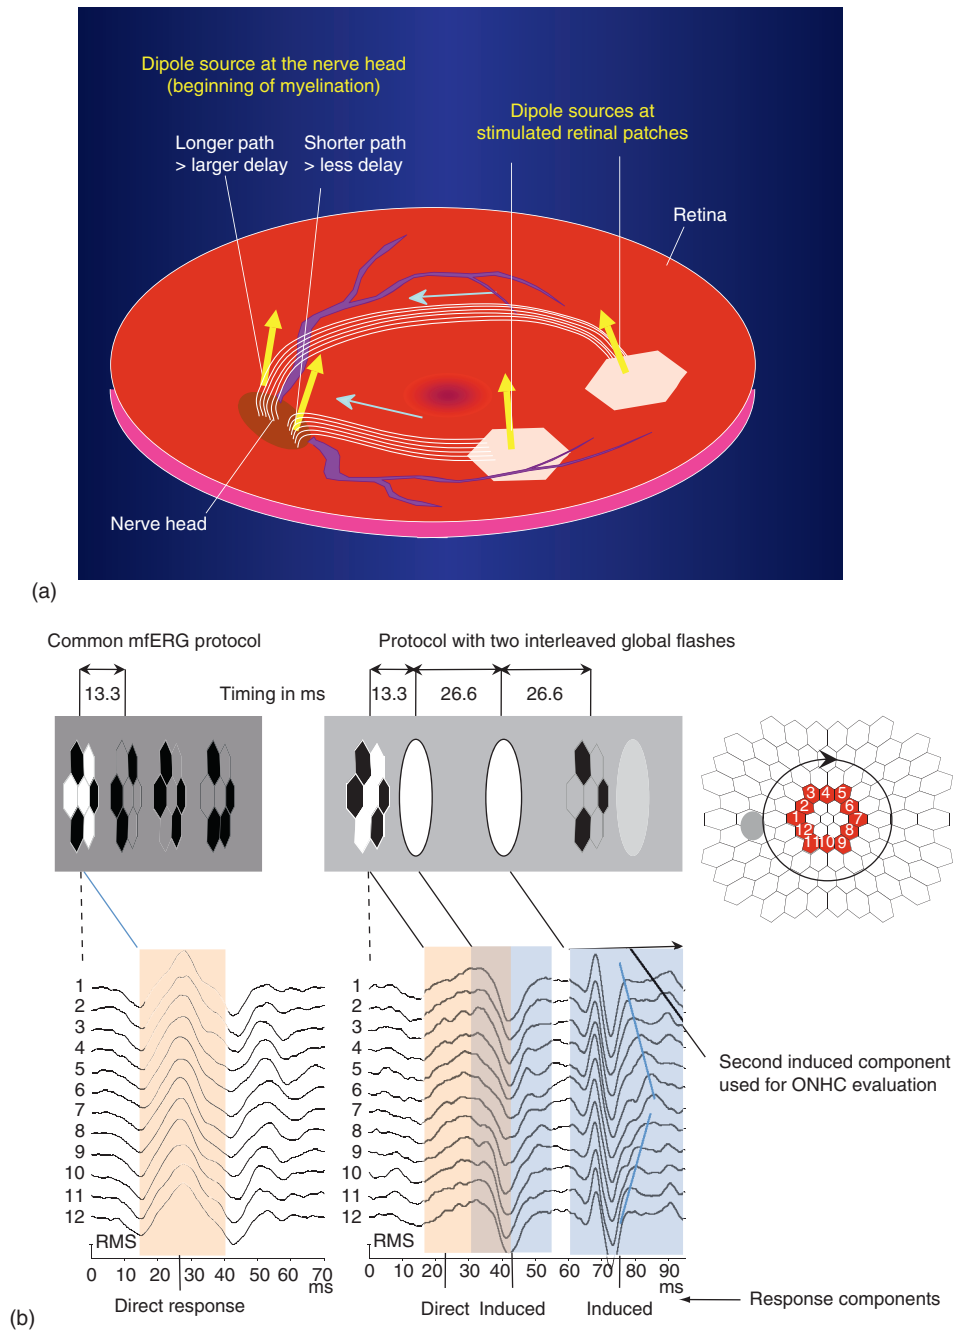 Dipole source at the nerve head
(beginning of myelination)
Dipole sources at
stimulated retinal patches
Longer path
> larger delay
Shorter path
> less delay
Retina
Nerve head
(a)
Common mfERG protocol
Protocol with two interleaved global flashes
13.3
Timing in ms
13.3
26.6
26.6
3 4 5
2 6
1 7
12 8
11 10 9
1
2
3
4
5
6
7
8
9
10
11
12
RMS
0 10 20 30 40 50 60 70
ms
Direct response
1
2
3
4
5
6
7
8
9
10
11
12
RMS
0 10 20 30 40 50 60 70 80 90
ms
Direct Induced Induced
Second induced component
used for ONHC evaluation
Response components
(b)